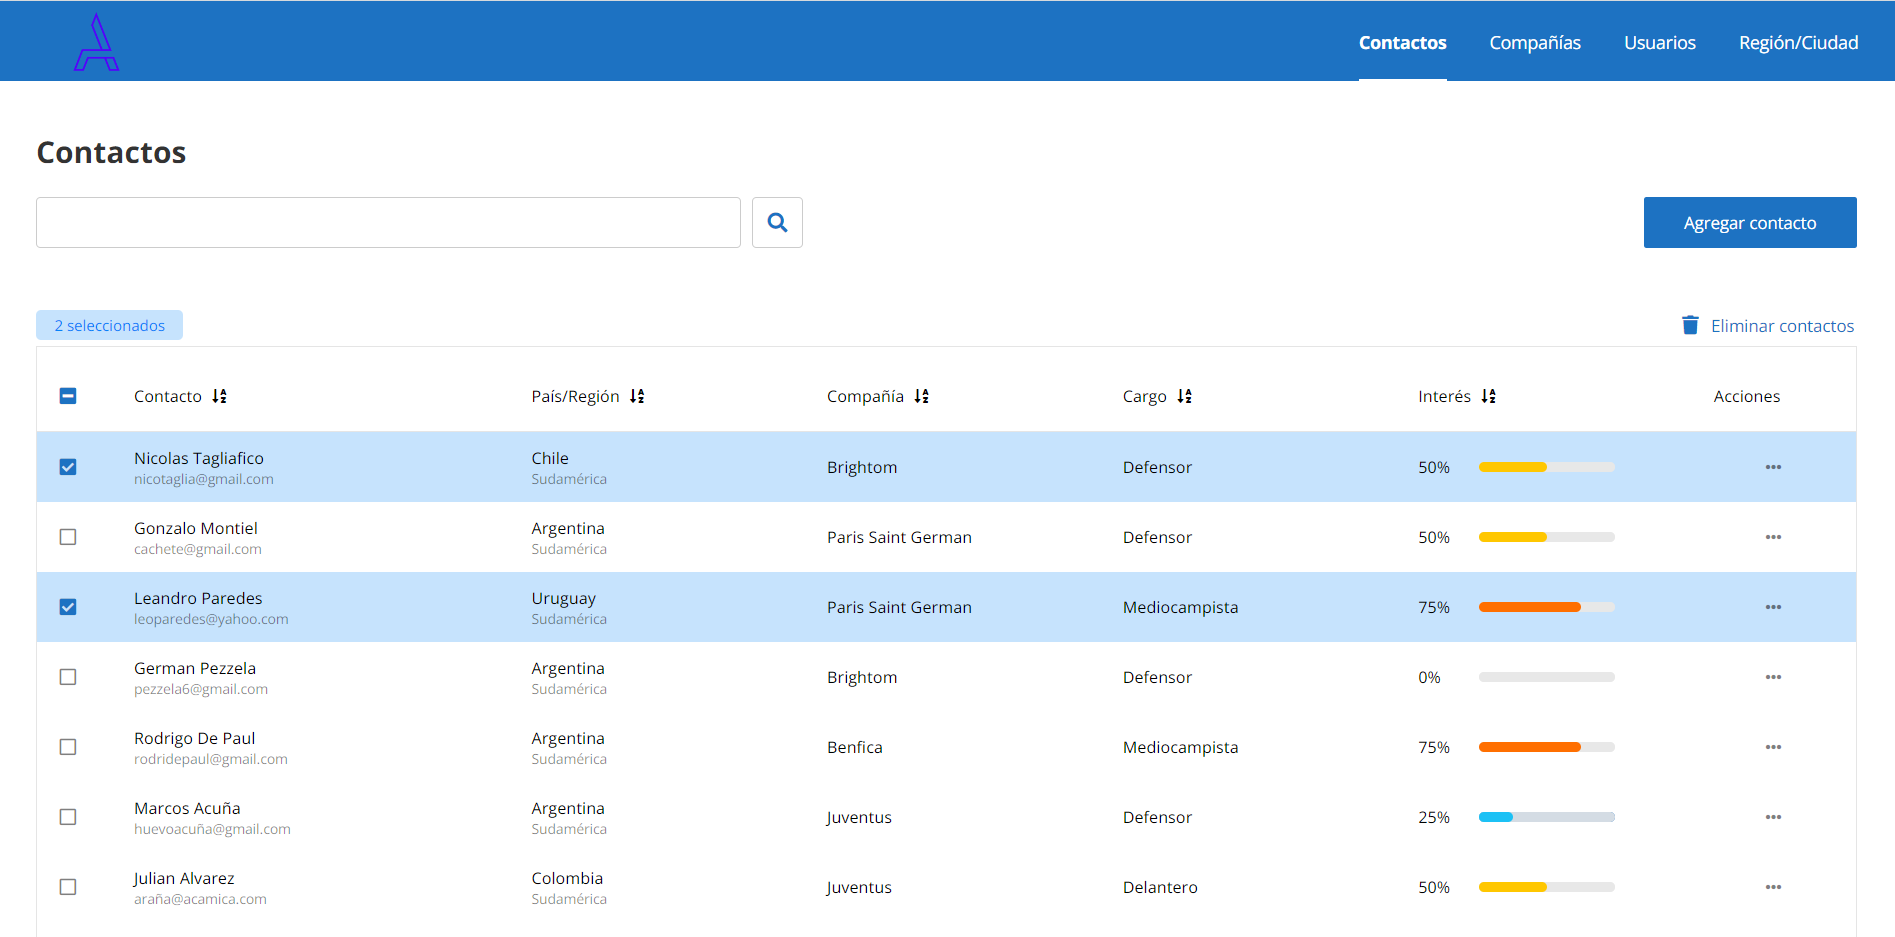 Contactos Compañías Usuarios Región/Ciudad
Contactos
Agregar contacto
2 seleccionados Eliminar contactos
Contacto País/Región Compañía Cargo Interés Acciones
Nicolas Tagliafico Chile
nicotaglia@gmail.com Sudamérica Brightom Defensor 50%
Gonzalo Montiel Argentina
cachete@gmail.com Sudamérica Paris Saint German Defensor 50%
Leandro Paredes Uruguay
leoparedes@yahoo.com Sudamérica Paris Saint German Mediocampista 75%
German Pezzela Argentina
pezzela6@gmail.com Sudamérica Brightom Defensor 0%
Rodrigo De Paul Argentina
rodridepaul@gmail.com Sudamérica Benfica Mediocampista 75%
Marcos Acuña Argentina
huevoacuña@gmail.com Sudamérica Juventus Defensor 25%
Julian Alvarez Colombia
araña@acamica.com Sudamérica Juventus Delantero 50%